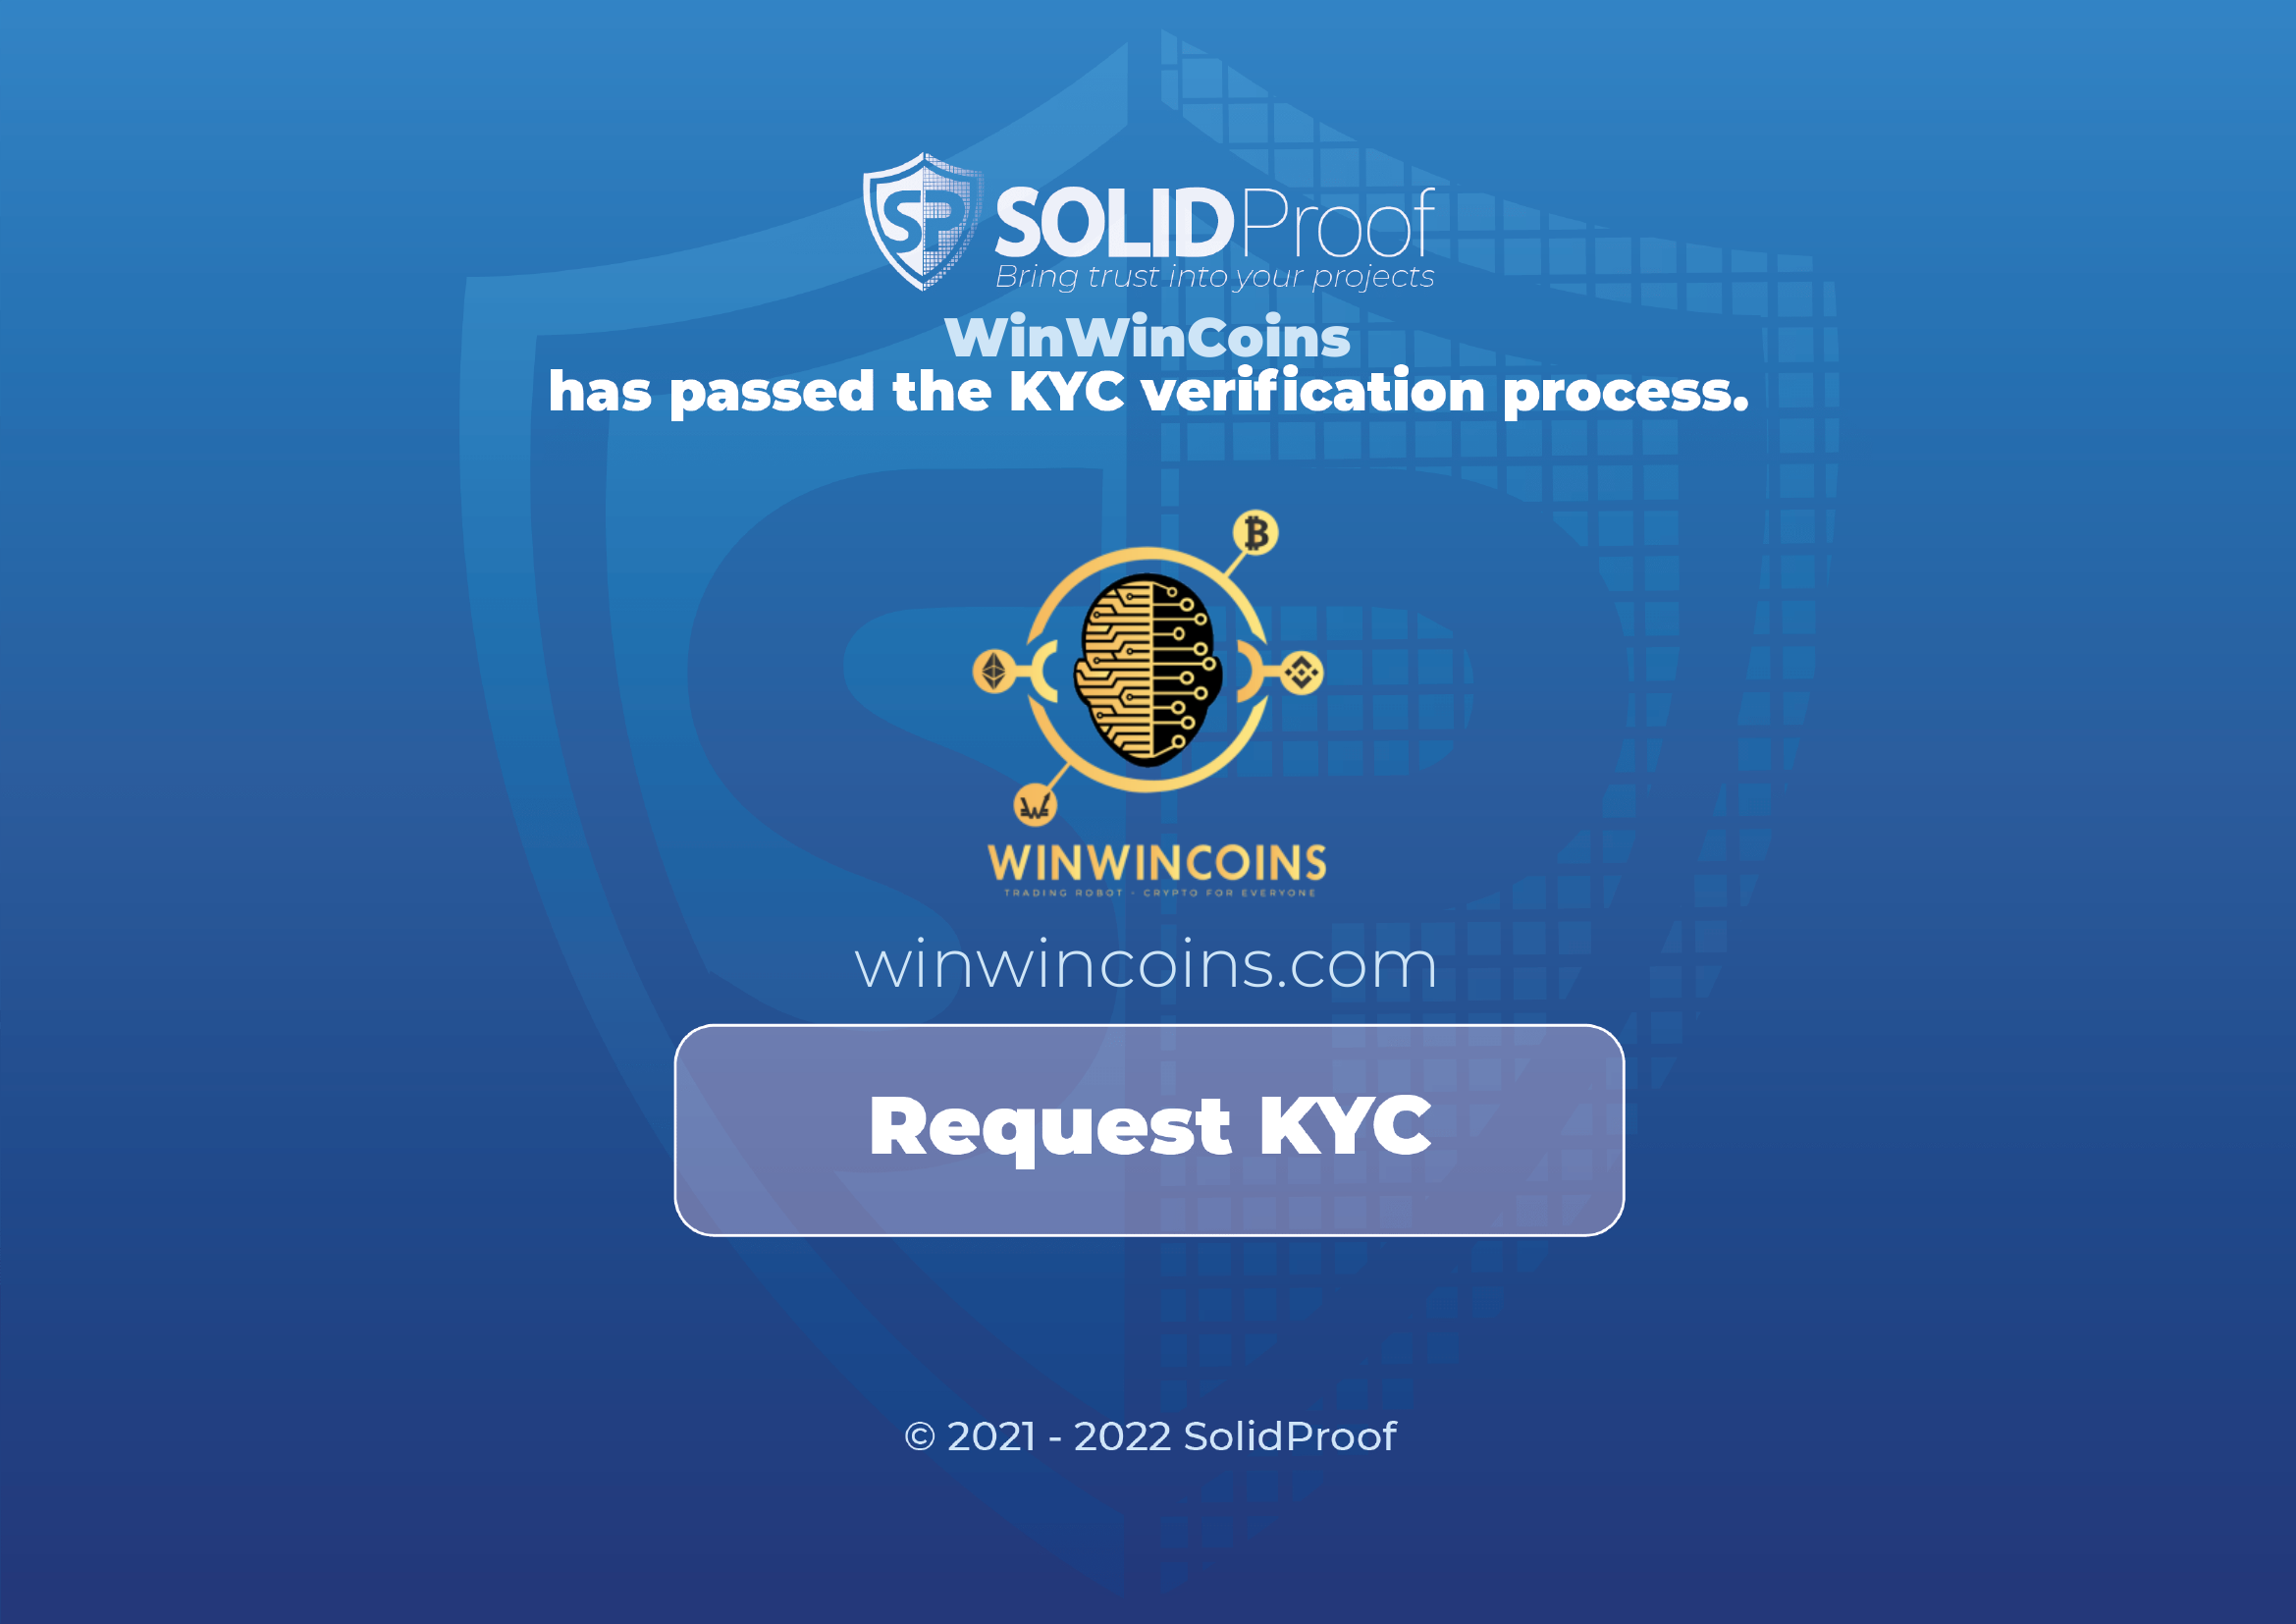 SP SOLIDProof
Bring trust into your projects
WinWinCoins
has passed the KYC verification process.
WINWINCOINS
TRADING ROBOT - CRYPTO FOR EVERYONE
winwincoins.com
Request KYC
© 2021 - 2022 SolidProof